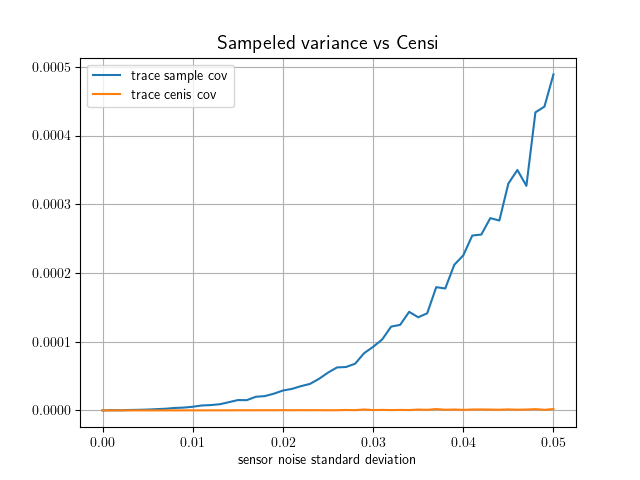 Sampeled variance vs Censi
trace sample cov
trace cenis cov
0.0005
0.0004
0.0003
0.0002
0.0001
0.0000
0.00 0.01 0.02 0.03 0.04 0.05
sensor noise standard deviation